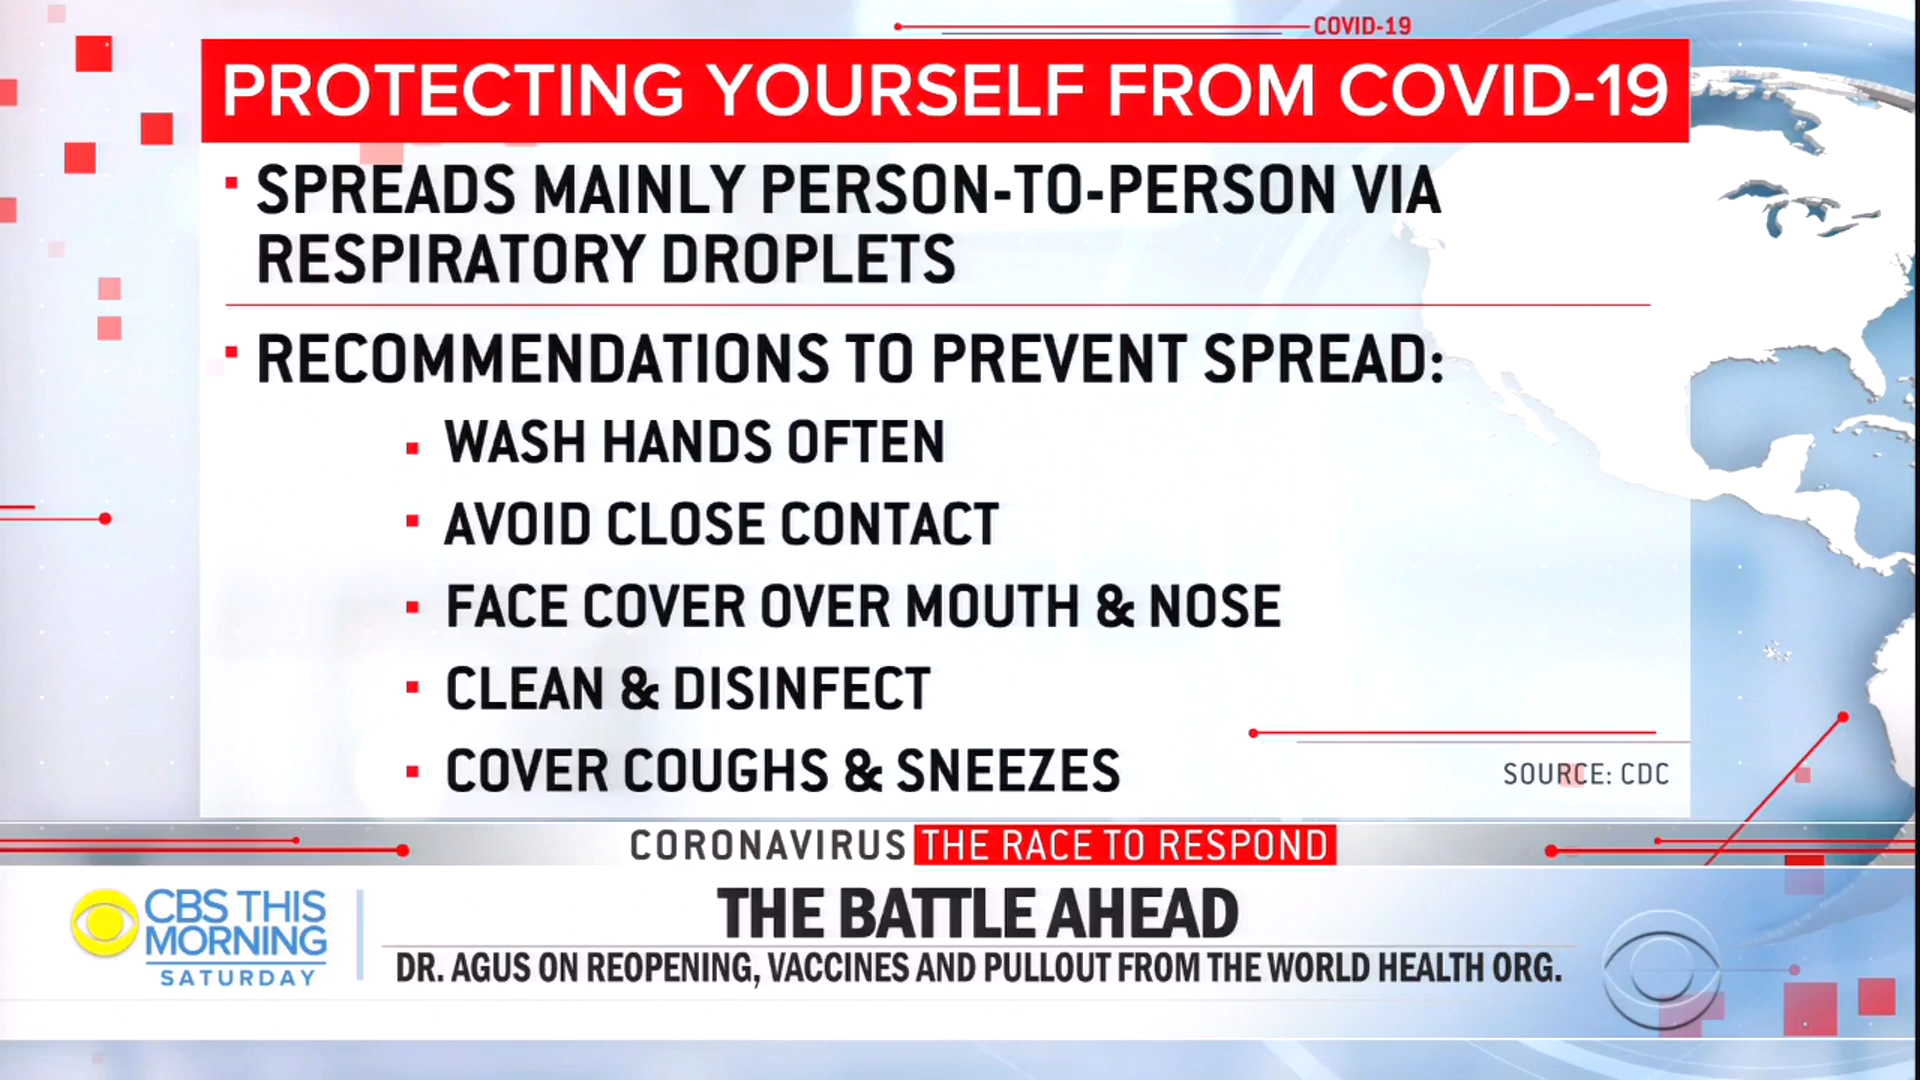 COVID-19
PROTECTING YOURSELF FROM COVID-19
SPREADS MAINLY PERSON-TO-PERSON VIA
RESPIRATORY DROPLETS
RECOMMENDATIONS TO PREVENT SPREAD:
WASH HANDS OFTEN
AVOID CLOSE CONTACT
FACE COVER OVER MOUTH & NOSE
CLEAN & DISINFECT
COVER COUGHS & SNEEZES
SOURCE: CDC
CORONAVIRUS THE RACE TO RESPOND
CBS THIS
MORNING
SATURDAY
THE BATTLE AHEAD
DR. AGUS ON REOPENING, VACCINES AND PULLOUT FROM THE WORLD HEALTH ORG.